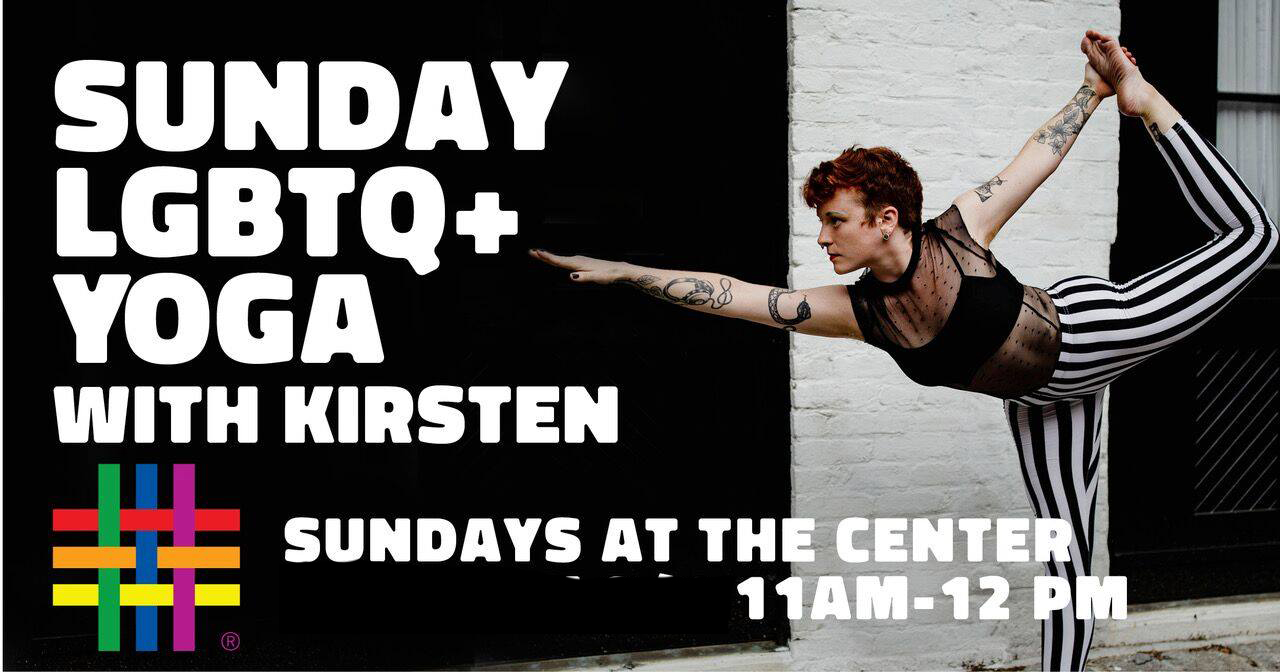 SUNDAY
LGBTQ+
YOGA
WITH KIRSTEN
SUNDAYS AT THE CENTER
11AM-12 PM
®